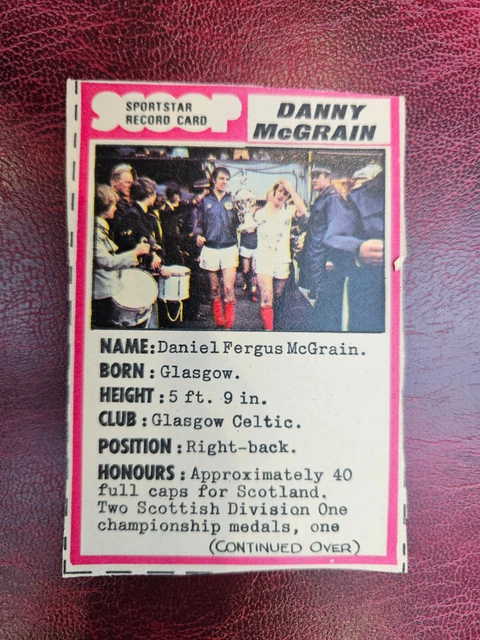 SCOOP
SPORTSTAR
RECORD CARD
DANNY
McGRAIN
NAME: Daniel Fergus McGrain.
BORN: Glasgow.
HEIGHT: 5 ft. 9 in.
CLUB: Glasgow Celtic.
POSITION: Right-back.
HONOURS: Approximately 40
full caps for Scotland.
Two Scottish Division One
championship medals, one
(CONTINUED OVER)